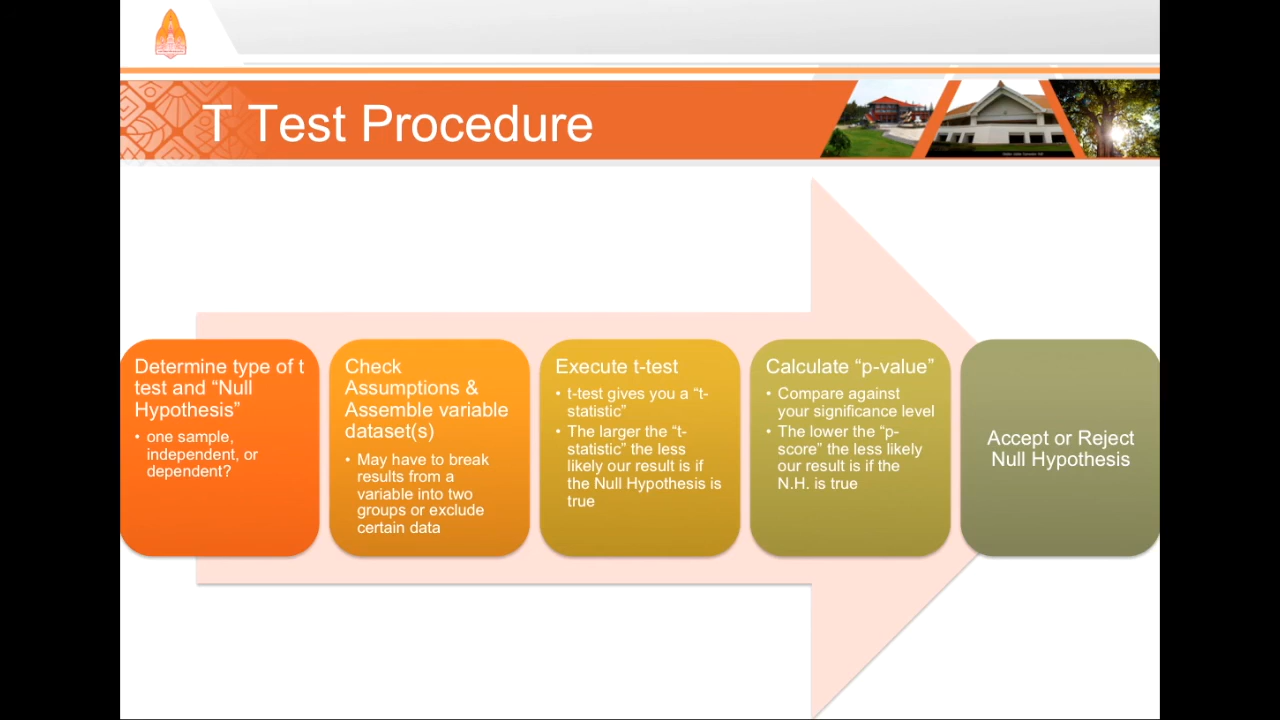 T Test Procedure
Determine type of t
test and “Null
Hypothesis”
• one sample,
independent, or
dependent?
Check
Assumptions &
Assemble variable
dataset(s)
• May have to break
results from a
variable into two
groups or exclude
certain data
Execute t-test
• t-test gives you a “t-
statistic”
• The larger the “t-
statistic” the less
likely our result is if
the Null Hypothesis is
true
Calculate “p-value”
• Compare against
your significance level
• The lower the “p-
score” the less likely
our result is if the
N.H. is true
Accept or Reject
Null Hypothesis